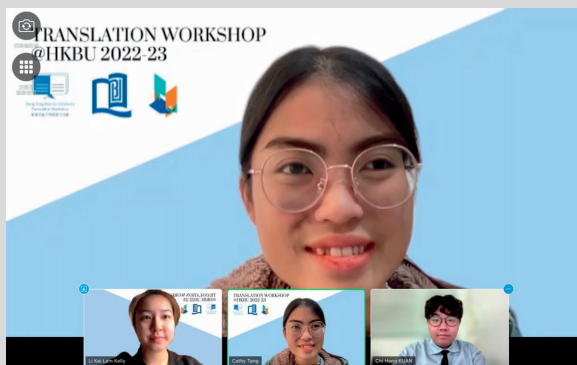 TRANSLATION WORKSHOP
@HKBU 2022-23
TRANSLATION WORKSHOP
@HKBU 2022-23
Li Kei Lam Kelly
Cathy Tang
Chi Hang KUAN